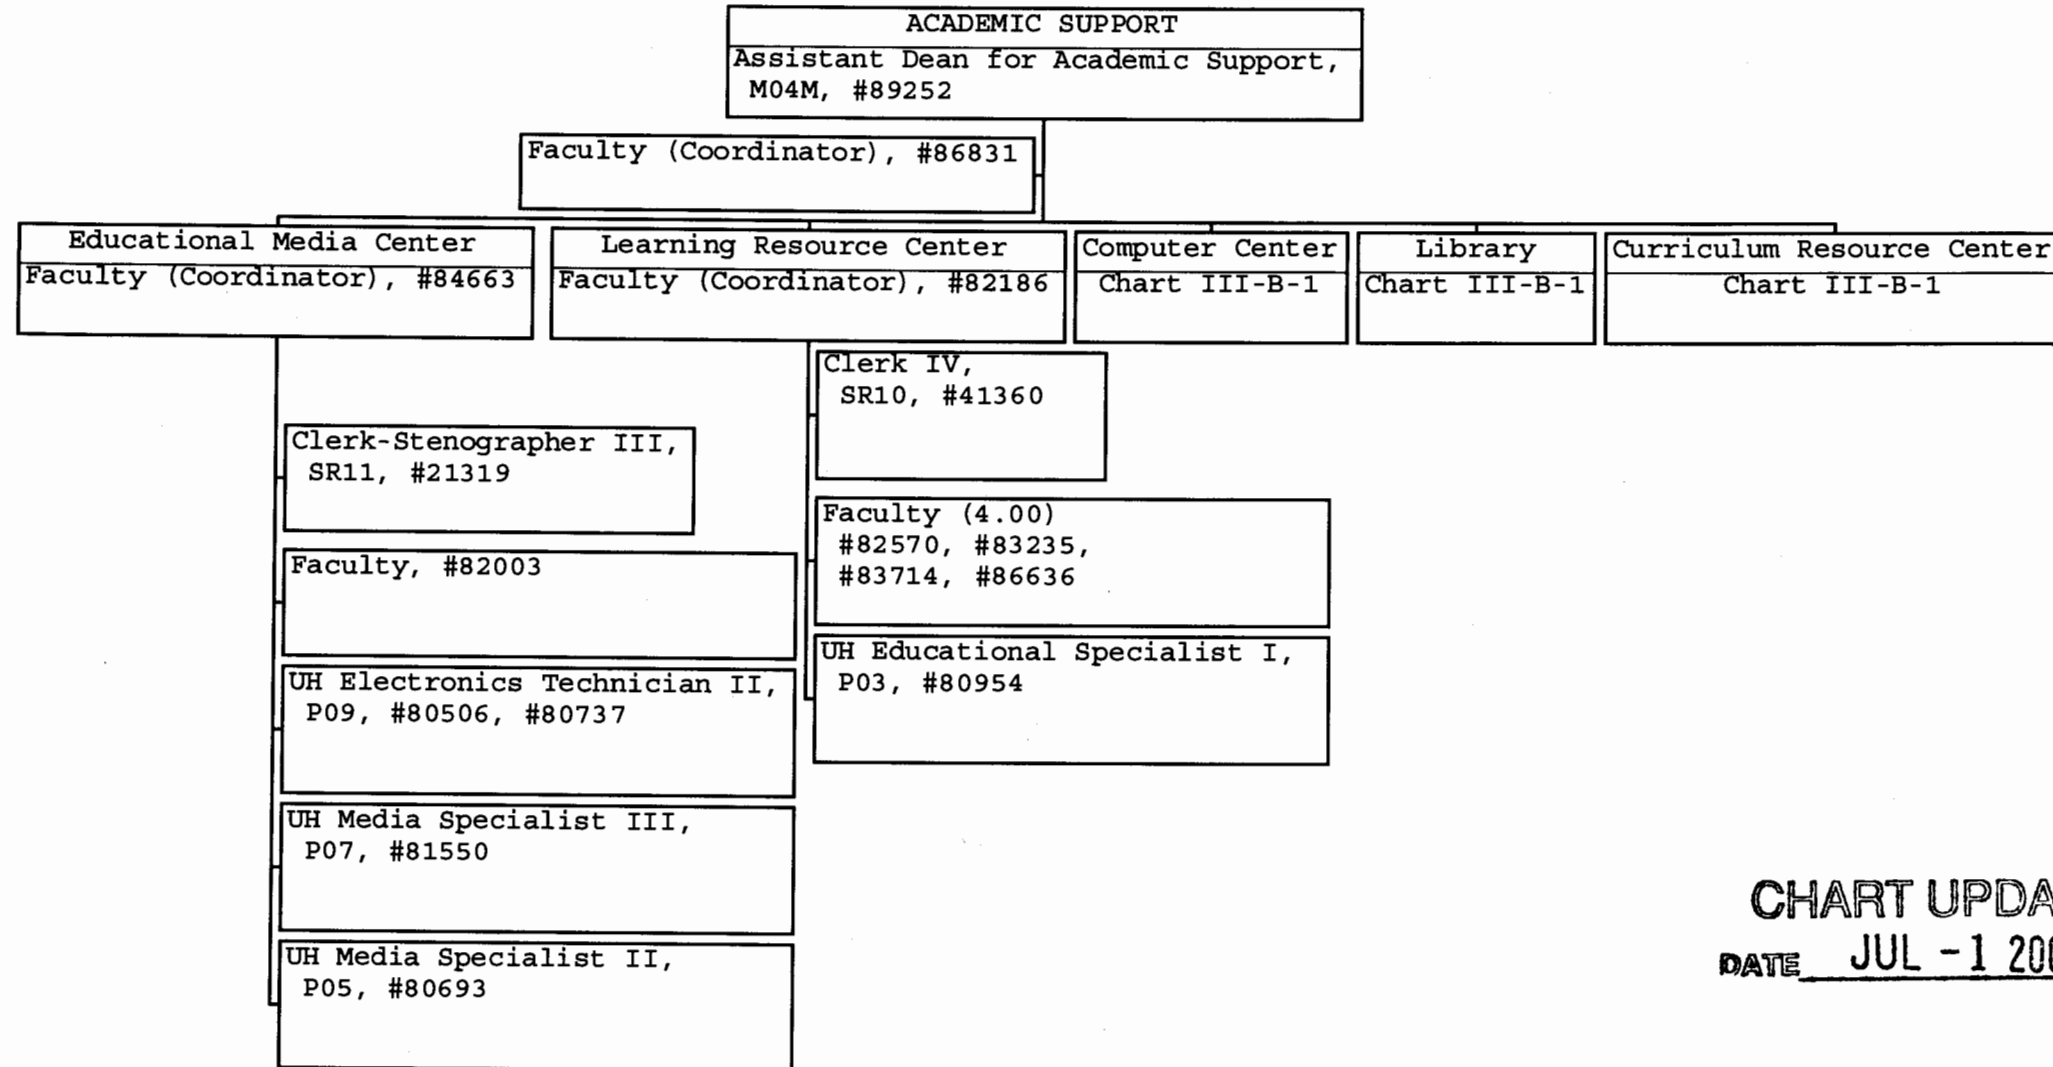 ACADEMIC SUPPORT
Assistant Dean for Academic Support,
M04M, #89252
Faculty (Coordinator), #86831
Educational Media Center
Faculty (Coordinator), #84663
Learning Resource Center
Faculty (Coordinator), #82186
Computer Center
Chart III-B-1
Library
Chart III-B-1
Curriculum Resource Center
Chart III-B-1
Clerk-Stenographer III,
SR11, #21319
Faculty, #82003
UH Electronics Technician II,
P09, #80506, #80737
UH Media Specialist III,
P07, #81550
UH Media Specialist II,
P05, #80693
Clerk IV,
SR10, #41360
Faculty (4.00)
#82570, #83235,
#83714, #86636
UH Educational Specialist I,
P03, #80954
CHART
DATE JUL - 1